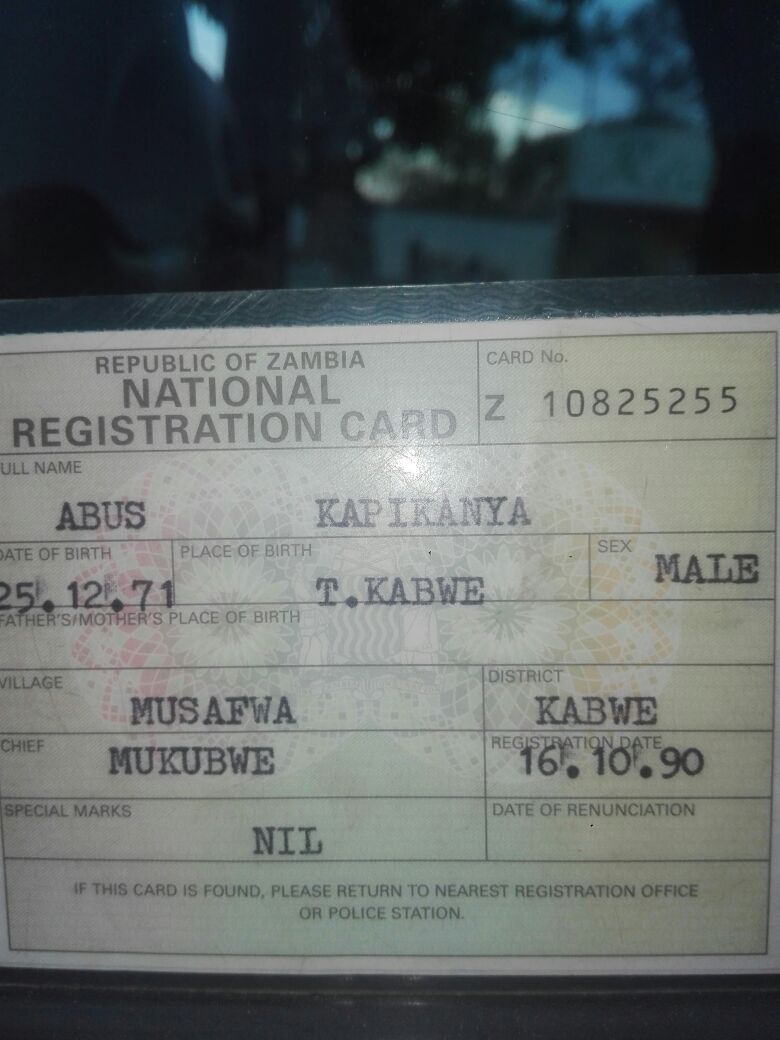 REPUBLIC OF ZAMBIA
NATIONAL
REGISTRATION CARD
CARD No.
Z 10825255
ULL NAME
ABUS KAPIKANYA
DATE OF BIRTH
25.12.71
PLACE OF BIRTH
T.KABWE
SEX
MALE
FATHER'S/MOTHER'S PLACE OF BIRTH
VILLAGE
MUSAFWA
DISTRICT
KABWE
CHIEF
MUKUBWE
REGISTRATION DATE
16.10.90
SPECIAL MARKS
NIL
DATE OF RENUNCIATION
IF THIS CARD IS FOUND, PLEASE RETURN TO NEAREST REGISTRATION OFFICE
OR POLICE STATION.